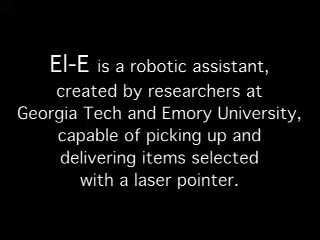 El-E is a robotic assistant,
created by researchers at
Georgia Tech and Emory University,
capable of picking up and
delivering items selected
with a laser pointer.